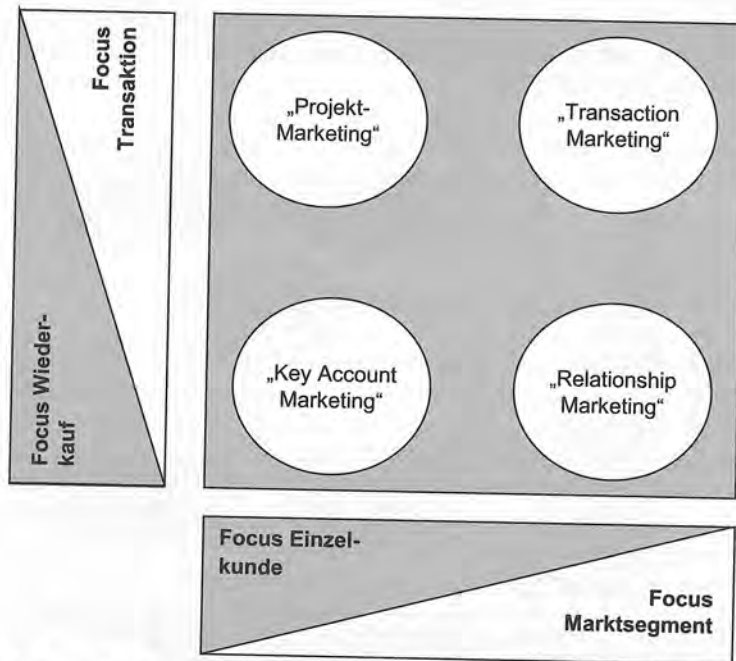 Focus
Transaktion
Focus Wieder-
kauf
„Projekt-
Marketing“
„Transaction
Marketing“
„Key Account
Marketing“
„Relationship
Marketing“
Focus Einzel-
kunde
Focus
Marktsegment